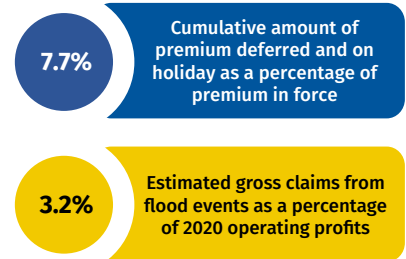 7.7%
Cumulative amount of
premium deferred and on
holiday as a percentage of
premium in force
3.2%
Estimated gross claims from
flood events as a percentage
of 2020 operating profits